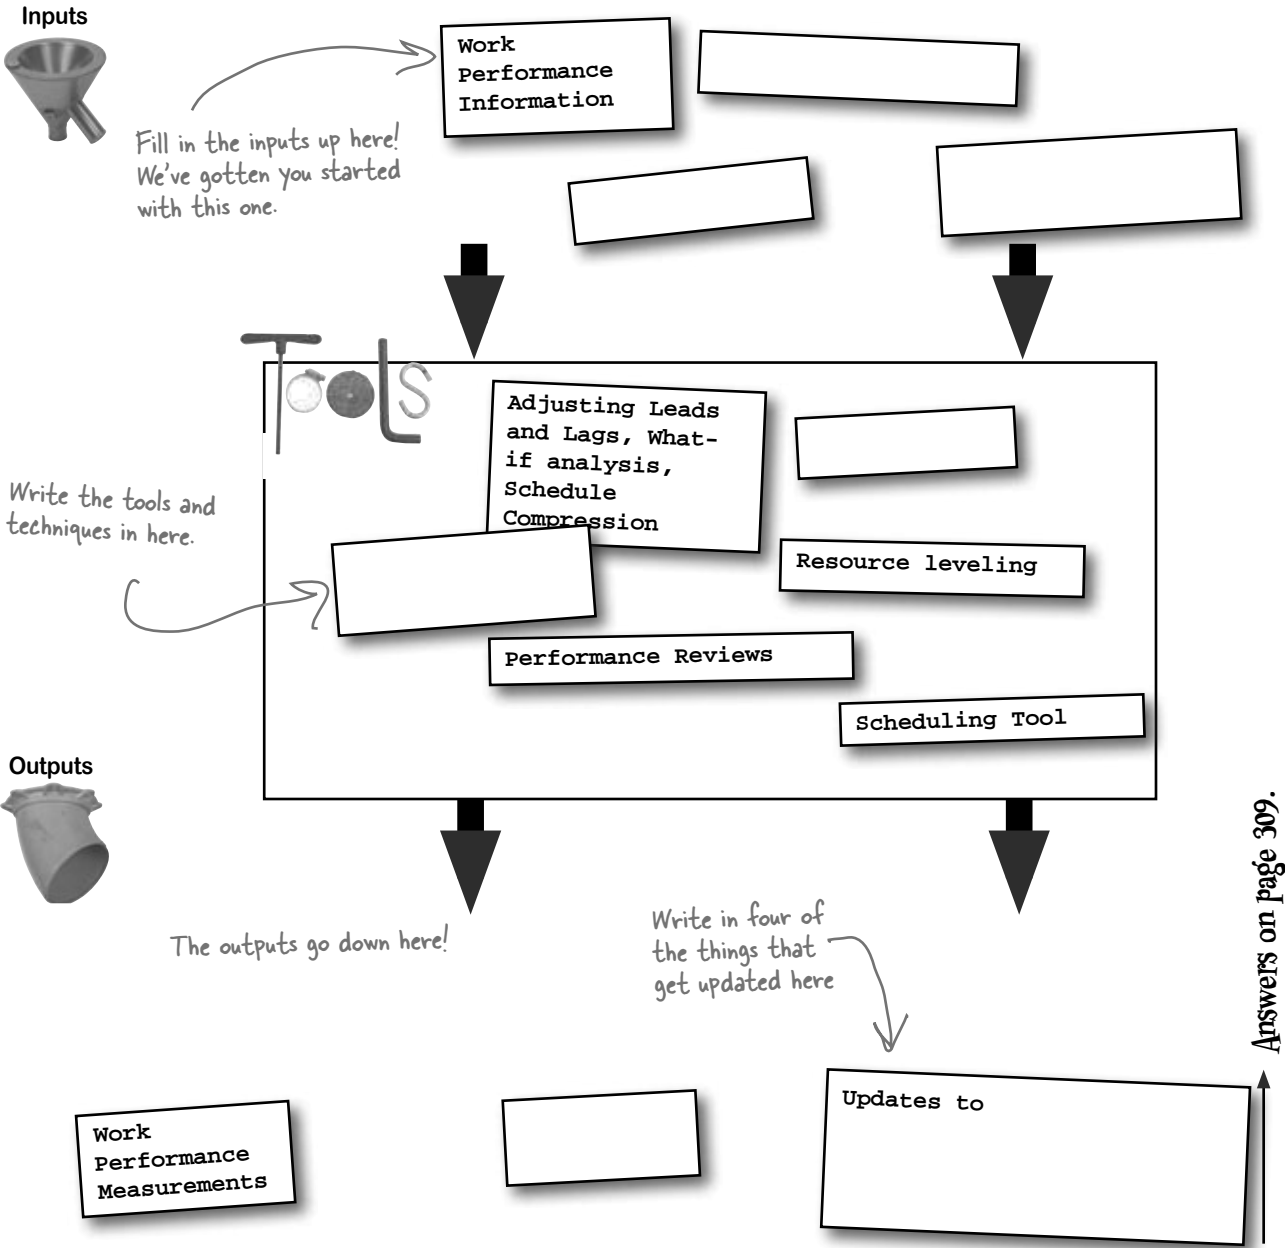 Inputs
Work
Performance
Information
Fill in the inputs up here!
We've gotten you started
with this one.
TooLS
Adjusting Leads
and Lags, What-
if analysis,
Schedule
Compression
Write the tools and
techniques in here.
Resource leveling
Performance Reviews
Scheduling Tool
Outputs
The outputs go down here!
Write in four of
the things that
get updated here
Answers on page 309.
Work
Performance
Measurements
Updates to